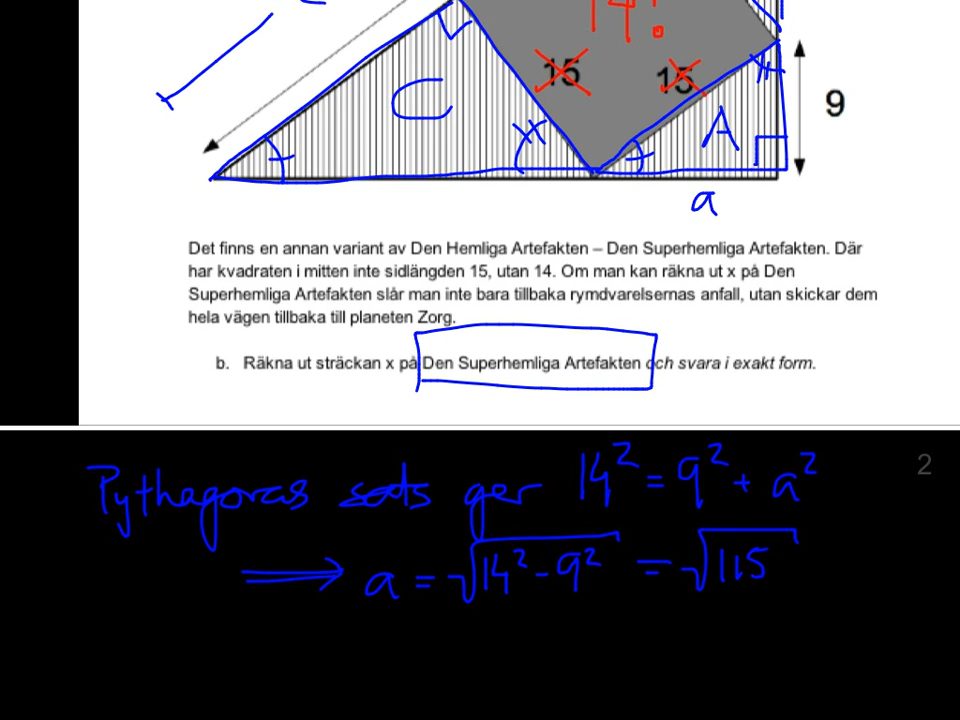 14!
15
15
9
C
A
x
x
a
Det finns en annan variant av Den Hemliga Artefakten – Den Superhemliga Artefakten. Där
har kvadraten i mitten inte sidlängden 15, utan 14. Om man kan räkna ut x på Den
Superhemliga Artefakten slår man inte bara tillbaka rymdvarelsernas anfall, utan skickar dem
hela vägen tillbaka till planeten Zorg.
b. Räkna ut sträckan x på Den Superhemliga Artefakten och svara i exakt form.
2
Pythagoras sats ger 14² = 9² + a²
⟹ a = √14² - 9² = √115